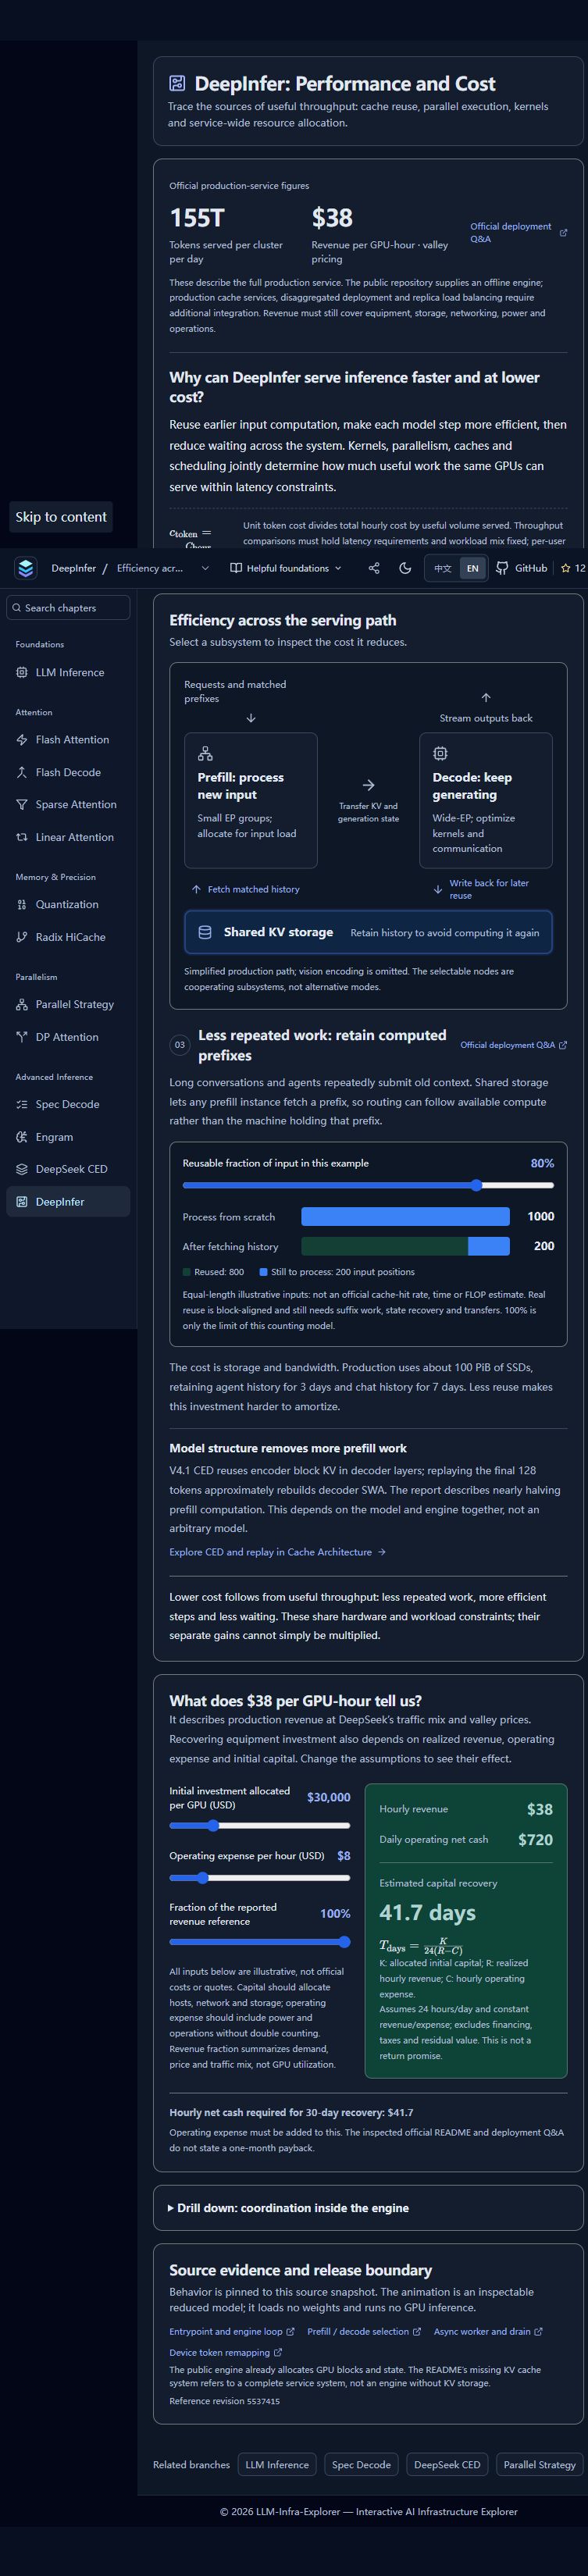 DeepInfer: Performance and Cost
Trace the sources of useful throughput: cache reuse, parallel execution, kernels
and service-wide resource allocation.
Official production-service figures
155T
Tokens served per cluster
per day
$38
Revenue per GPU-hour · valley
pricing
Official deployment
Q&A
These describe the full production service. The public repository supplies an offline engine;
production cache services, disaggregated deployment and replica load balancing require
additional integration. Revenue must still cover equipment, storage, networking, power and
operations.
Why can DeepInfer serve inference faster and at lower
cost?
Reuse earlier input computation, make each model step more efficient, then
reduce waiting across the system. Kernels, parallelism, caches and
scheduling jointly determine how much useful work the same GPUs can
serve within latency constraints.
Skip to content
c_token =
Unit token cost divides total hourly cost by useful volume served. Throughput
comparisons must hold latency requirements and workload mix fixed; per-user
DeepInfer / Efficiency acr...
Helpful foundations
中文
EN
GitHub
12
Search chapters
Foundations
LLM Inference
Attention
Flash Attention
Flash Decode
Sparse Attention
Linear Attention
Memory & Precision
Quantization
Radix HiCache
Parallelism
Parallel Strategy
DP Attention
Advanced Inference
Spec Decode
Engram
DeepSeek CED
DeepInfer
Efficiency across the serving path
Select a subsystem to inspect the cost it reduces.
Requests and matched
prefixes
Stream outputs back
Prefill: process
new input
Small EP groups;
allocate for input load
Transfer KV and
generation state
Decode: keep
generating
Wide-EP; optimize
kernels and
communication
Fetch matched history
Write back for later
reuse
Shared KV storage
Retain history to avoid computing it again
Simplified production path; vision encoding is omitted. The selectable nodes are
cooperating subsystems, not alternative modes.
03
Less repeated work: retain computed
prefixes
Official deployment Q&A
Long conversations and agents repeatedly submit old context. Shared storage
lets any prefill instance fetch a prefix, so routing can follow available compute
rather than the machine holding that prefix.
Reusable fraction of input in this example
80%
Process from scratch
1000
After fetching history
200
Reused: 800
Still to process: 200 input positions
Equal-length illustrative inputs: not an official cache-hit rate, time or FLOP estimate. Real
reuse is block-aligned and still needs suffix work, state recovery and transfers. 100% is
only the limit of this counting model.
The cost is storage and bandwidth. Production uses about 100 PiB of SSDs,
retaining agent history for 3 days and chat history for 7 days. Less reuse makes
this investment harder to amortize.
Model structure removes more prefill work
V4.1 CED reuses encoder block KV in decoder layers; replaying the final 128
tokens approximately rebuilds decoder SWA. The report describes nearly halving
prefill computation. This depends on the model and engine together, not an
arbitrary model.
Explore CED and replay in Cache Architecture
Lower cost follows from useful throughput: less repeated work, more efficient
steps and less waiting. These share hardware and workload constraints; their
separate gains cannot simply be multiplied.
What does $38 per GPU-hour tell us?
It describes production revenue at DeepSeek's traffic mix and valley prices.
Recovering equipment investment also depends on realized revenue, operating
expense and initial capital. Change the assumptions to see their effect.
Initial investment allocated
per GPU (USD)
$30,000
Operating expense per hour (USD)
$8
Fraction of the reported
revenue reference
100%
All inputs below are illustrative, not official
costs or quotes. Capital should allocate
hosts, network and storage; operating
expense should include power and
operations without double counting.
Revenue fraction summarizes demand,
price and traffic mix, not GPU utilization.
Hourly revenue
$38
Daily operating net cash
$720
Estimated capital recovery
41.7 days
T_days = K / 24(R−C)
K: allocated initial capital; R: realized
hourly revenue; C: hourly operating
expense.
Assumes 24 hours/day and constant
revenue/expense; excludes financing,
taxes and residual value. This is not a
return promise.
Hourly net cash required for 30-day recovery: $41.7
Operating expense must be added to this. The inspected official README and deployment Q&A
do not state a one-month payback.
Drill down: coordination inside the engine
Source evidence and release boundary
Behavior is pinned to this source snapshot. The animation is an inspectable
reduced model; it loads no weights and runs no GPU inference.
Entrypoint and engine loop
Prefill / decode selection
Async worker and drain
Device token remapping
The public engine already allocates GPU blocks and state. The README's missing KV cache
system refers to a complete service system, not an engine without KV storage.
Reference revision 5537415
Related branches
LLM Inference
Spec Decode
DeepSeek CED
Parallel Strategy
© 2026 LLM-Infra-Explorer — Interactive AI Infrastructure Explorer